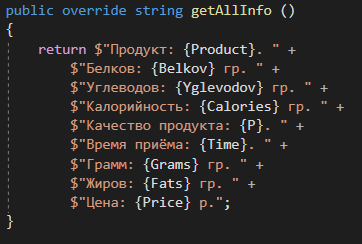 public override string getAllInfo ()
{
return $"Продукт: {Product}. " +
$"Белков: {Belkov} гр. " +
$"Углеводов: {Yglevodov} гр. " +
$"Калорийность: {Calories} гр. " +
$"Качество продукта: {P}. " +
$"Время приёма: {Time}. " +
$"Грамм: {Grams} гр. " +
$"Жиров: {Fats} гр. " +
$"Цена: {Price} р.";
}